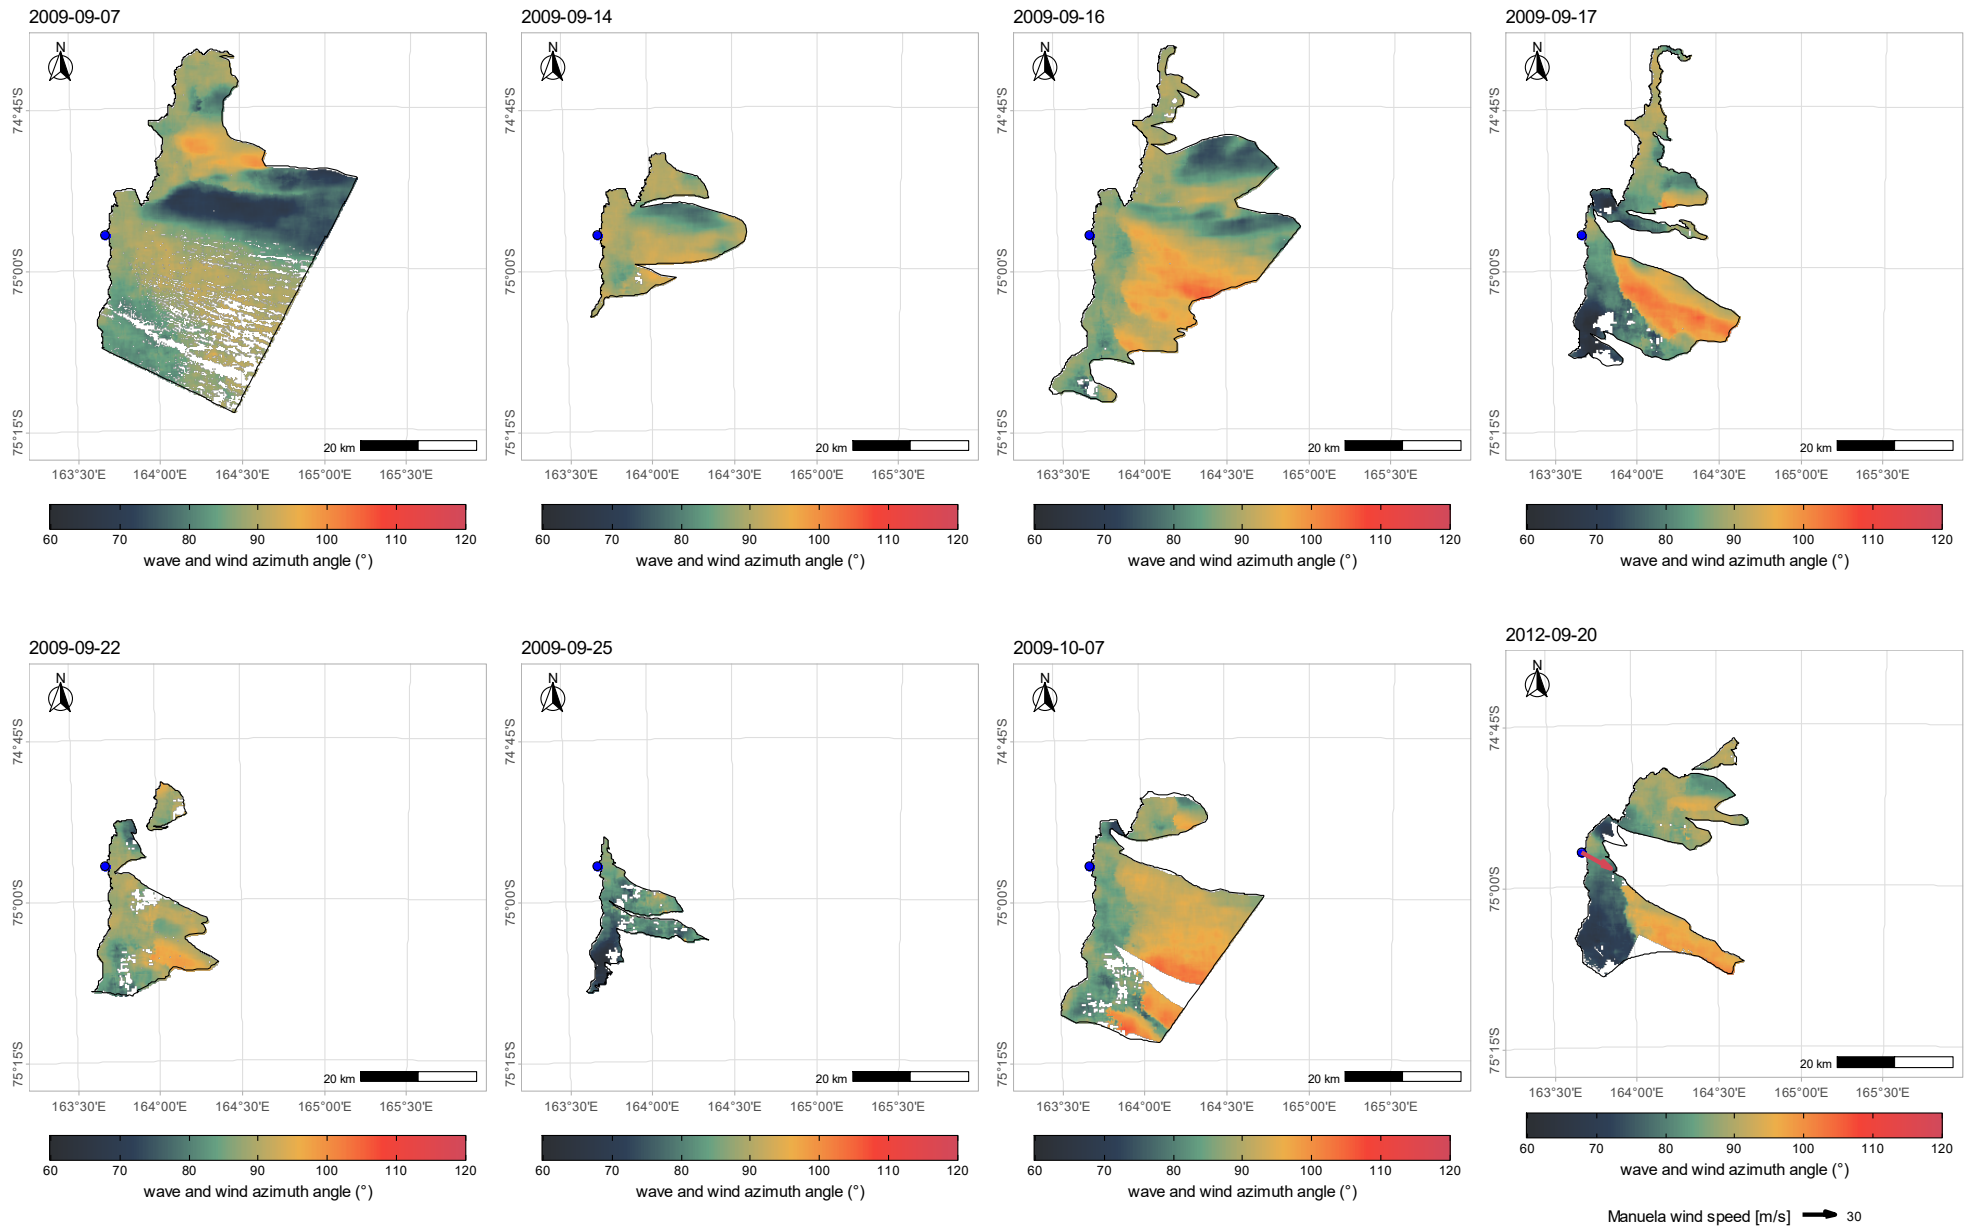 2009-09-07
2009-09-14
2009-09-16
2009-09-17
N
74°45'S
75°00'S
75°15'S
20 km
163°30'E 164°00'E 164°30'E 165°00'E 165°30'E
60 70 80 90 100 110 120
wave and wind azimuth angle (°)
N
74°45'S
75°00'S
75°15'S
20 km
163°30'E 164°00'E 164°30'E 165°00'E 165°30'E
60 70 80 90 100 110 120
wave and wind azimuth angle (°)
N
74°45'S
75°00'S
75°15'S
20 km
163°30'E 164°00'E 164°30'E 165°00'E 165°30'E
60 70 80 90 100 110 120
wave and wind azimuth angle (°)
N
74°45'S
75°00'S
75°15'S
20 km
163°30'E 164°00'E 164°30'E 165°00'E 165°30'E
60 70 80 90 100 110 120
wave and wind azimuth angle (°)
2009-09-22
2009-09-25
2009-10-07
2012-09-20
N
74°45'S
75°00'S
75°15'S
20 km
163°30'E 164°00'E 164°30'E 165°00'E 165°30'E
60 70 80 90 100 110 120
wave and wind azimuth angle (°)
N
74°45'S
75°00'S
75°15'S
20 km
163°30'E 164°00'E 164°30'E 165°00'E 165°30'E
60 70 80 90 100 110 120
wave and wind azimuth angle (°)
N
74°45'S
75°00'S
75°15'S
20 km
163°30'E 164°00'E 164°30'E 165°00'E 165°30'E
60 70 80 90 100 110 120
wave and wind azimuth angle (°)
N
74°45'S
75°00'S
75°15'S
20 km
163°30'E 164°00'E 164°30'E 165°00'E 165°30'E
60 70 80 90 100 110 120
wave and wind azimuth angle (°)
Manuela wind speed [m/s] 30